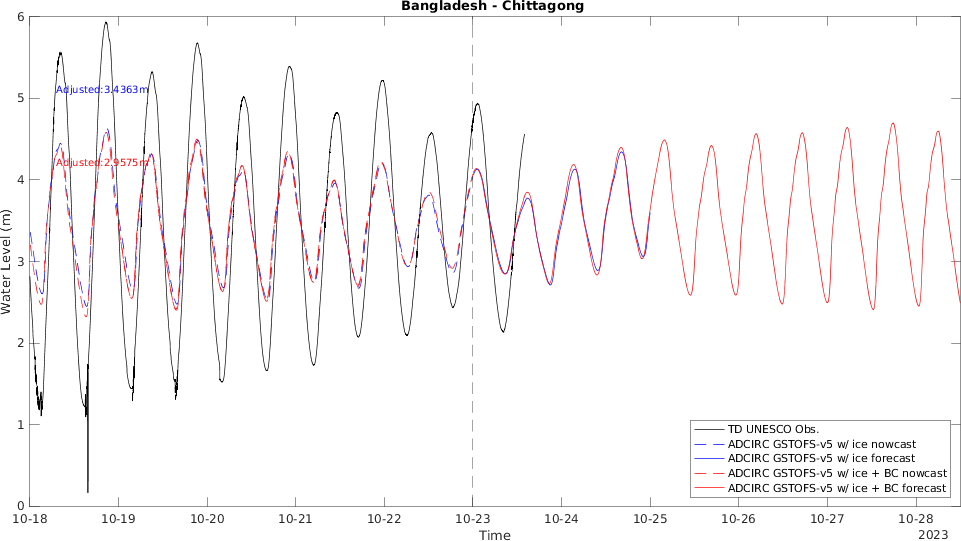 Bangladesh - Chittagong
6
5
4
3
2
1
0
Water Level (m)
Adjusted:3.4363m
Adjusted:2.9575m
TD UNESCO Obs.
ADCIRC GSTOFS-v5 w/ ice nowcast
ADCIRC GSTOFS-v5 w/ ice forecast
ADCIRC GSTOFS-v5 w/ ice + BC nowcast
ADCIRC GSTOFS-v5 w/ ice + BC forecast
10-18 10-19 10-20 10-21 10-22 10-23 10-24 10-25 10-26 10-27 10-28
Time
2023